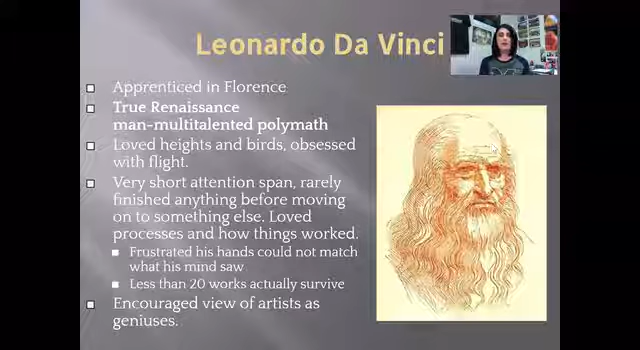 Leonardo Da Vinci
Apprenticed in Florence
True Renaissance
man-multitalented polymath
Loved heights and birds, obsessed
with flight.
Very short attention span, rarely
finished anything before moving
on to something else. Loved
processes and how things worked.
Frustrated his hands could not match
what his mind saw
Less than 20 works actually survive
Encouraged view of artists as
geniuses.